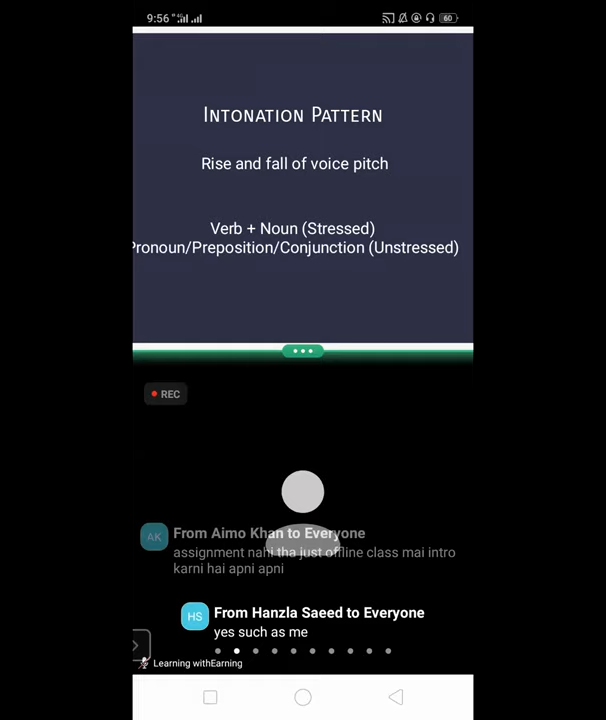 9:56
60
Intonation Pattern
Rise and fall of voice pitch
Verb + Noun (Stressed)
Pronoun/Preposition/Conjunction (Unstressed)
REC
AK
From Aimo Khan to Everyone
assignment nahi tha just offline class mai intro
karni hai apni apni
HS
From Hanzla Saeed to Everyone
yes such as me
Learning withEarning